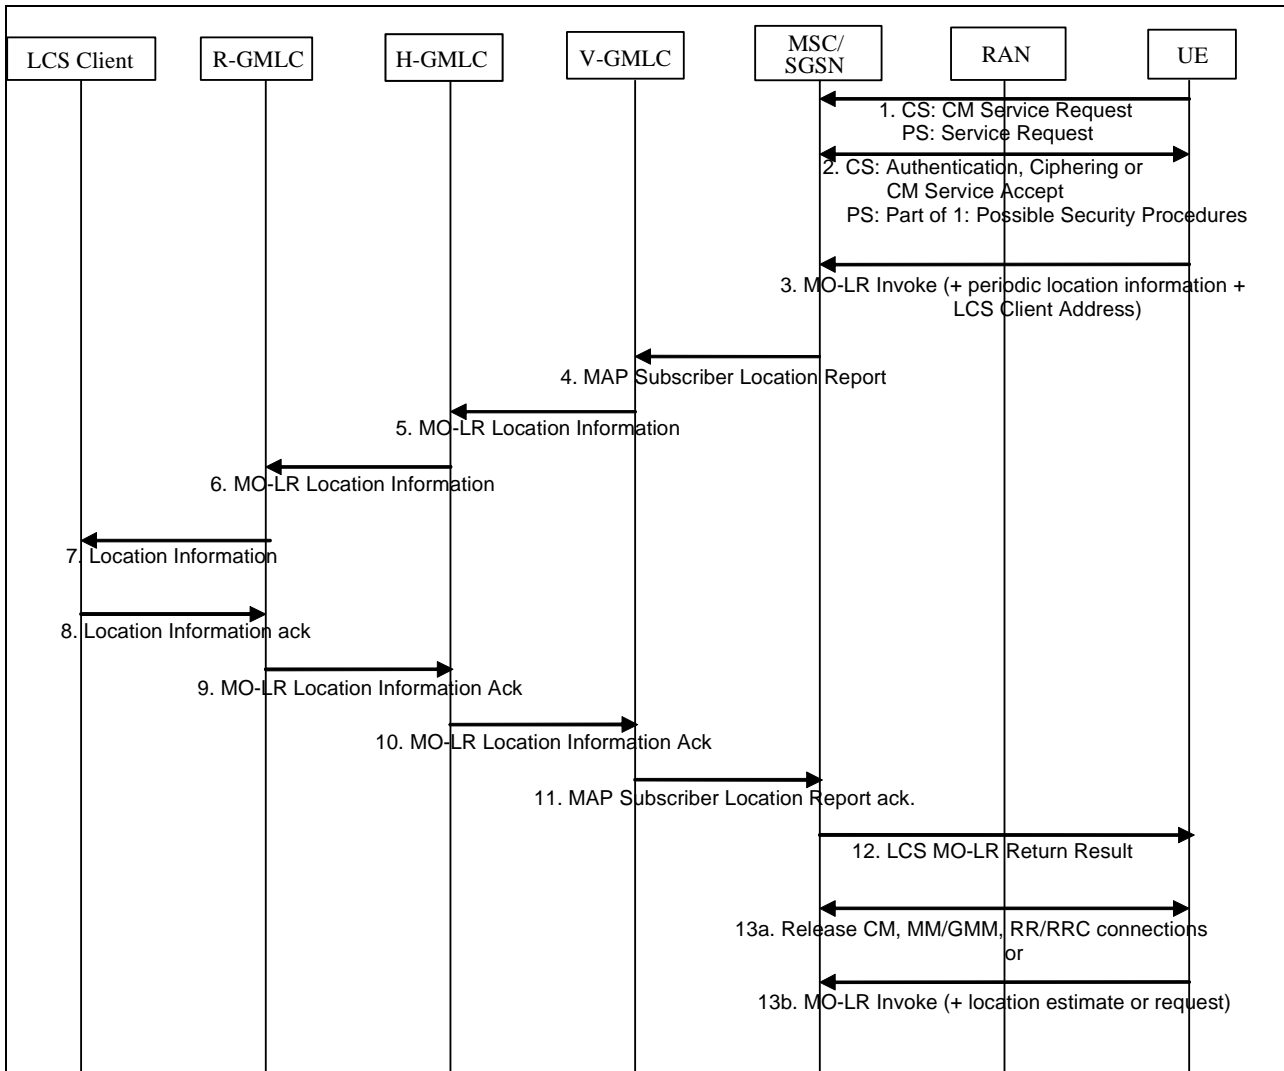 LCS Client
R-GMLC
H-GMLC
V-GMLC
MSC/
SGSN
RAN
UE
1. CS: CM Service Request
PS: Service Request
2. CS: Authentication, Ciphering or
CM Service Accept
PS: Part of 1: Possible Security Procedures
3. MO-LR Invoke (+ periodic location information +
LCS Client Address)
4. MAP Subscriber Location Report
5. MO-LR Location Information
6. MO-LR Location Information
7. Location Information
8. Location Information ack
9. MO-LR Location Information Ack
10. MO-LR Location Information Ack
11. MAP Subscriber Location Report ack.
12. LCS MO-LR Return Result
13a. Release CM, MM/GMM, RR/RRC connections
or
13b. MO-LR Invoke (+ location estimate or request)